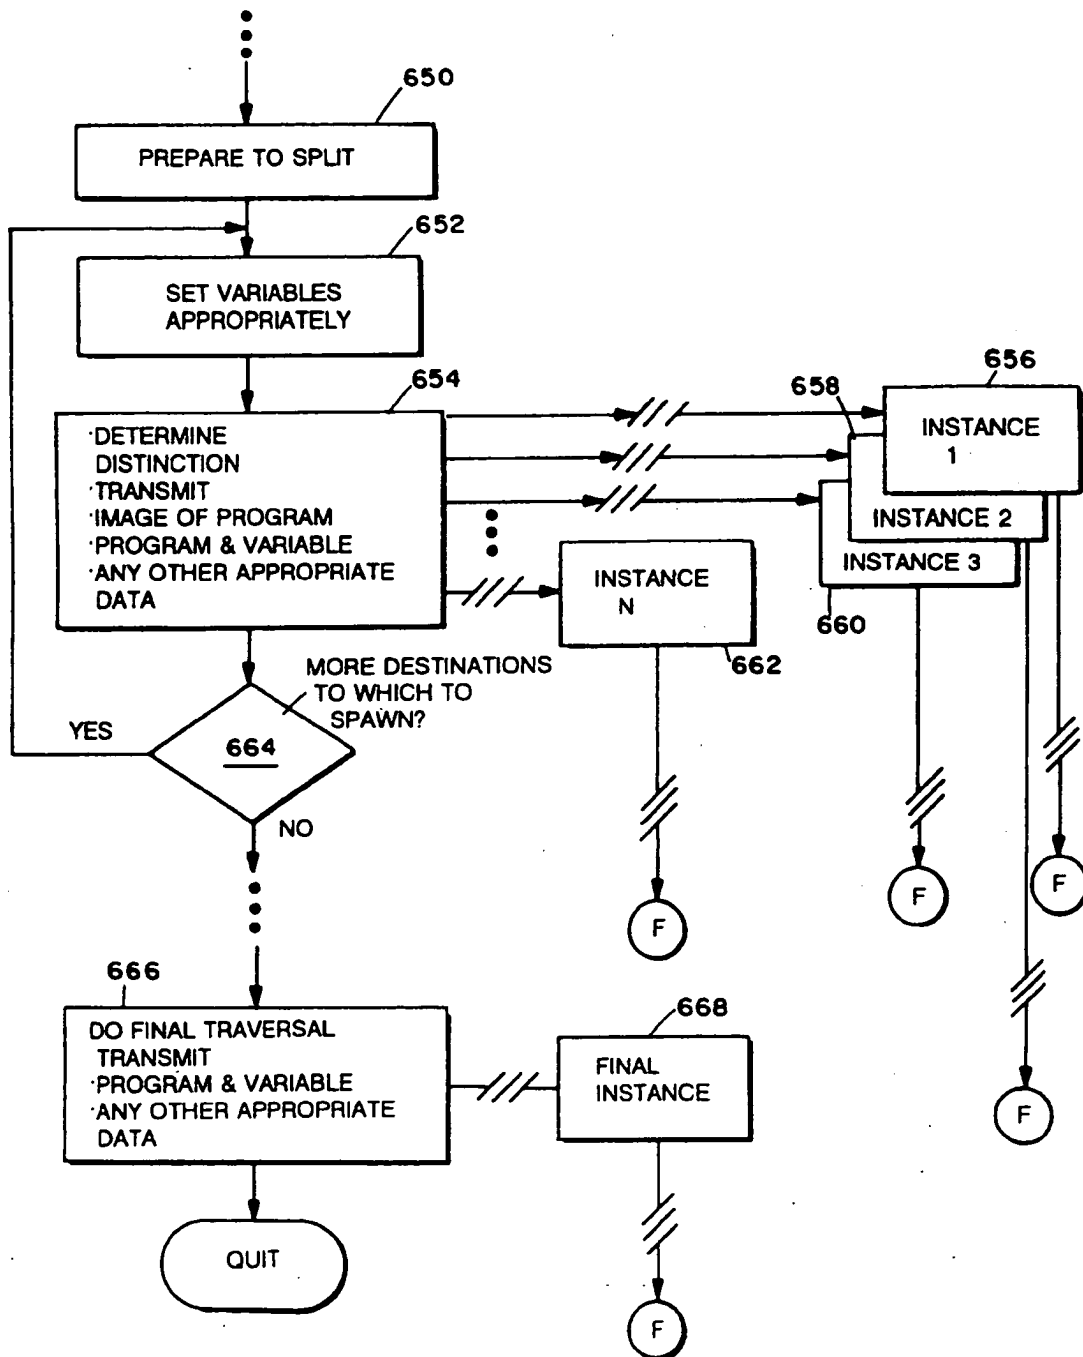 650
PREPARE TO SPLIT
652
SET VARIABLES
APPROPRIATELY
654
·DETERMINE
DISTINCTION
·TRANSMIT
·IMAGE OF PROGRAM
·PROGRAM & VARIABLE
·ANY OTHER APPROPRIATE
DATA
656
INSTANCE
1
658
INSTANCE 2
INSTANCE 3
660
INSTANCE
N
662
MORE DESTINATIONS
TO WHICH TO
SPAWN?
YES
664
NO
F
F
F
F
666
DO FINAL TRAVERSAL
TRANSMIT
·PROGRAM & VARIABLE
·ANY OTHER APPROPRIATE
DATA
668
FINAL
INSTANCE
QUIT
F